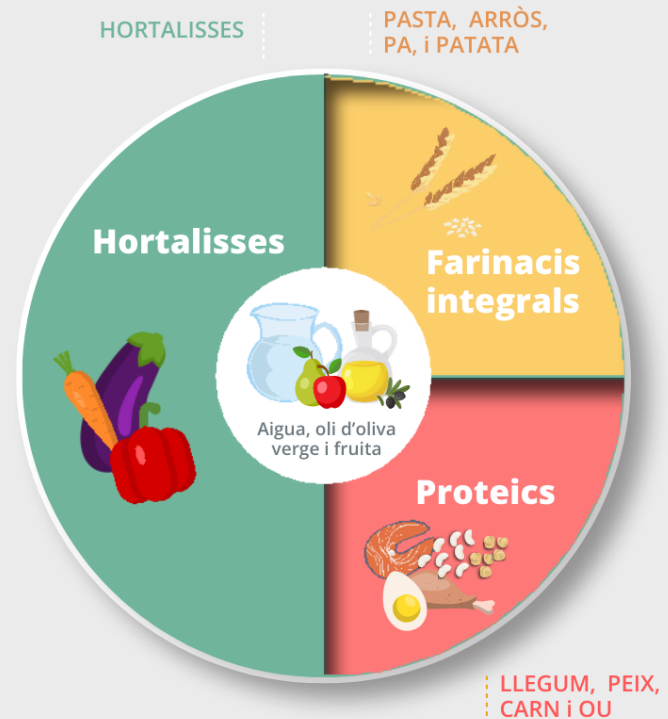 HORTALISSES
PASTA, ARRÒS,
PA, i PATATA
Hortalisses
Farinacis
integrals
Aigua, oli d'oliva
verge i fruita
Proteics
LLEGUM, PEIX,
CARN i OU